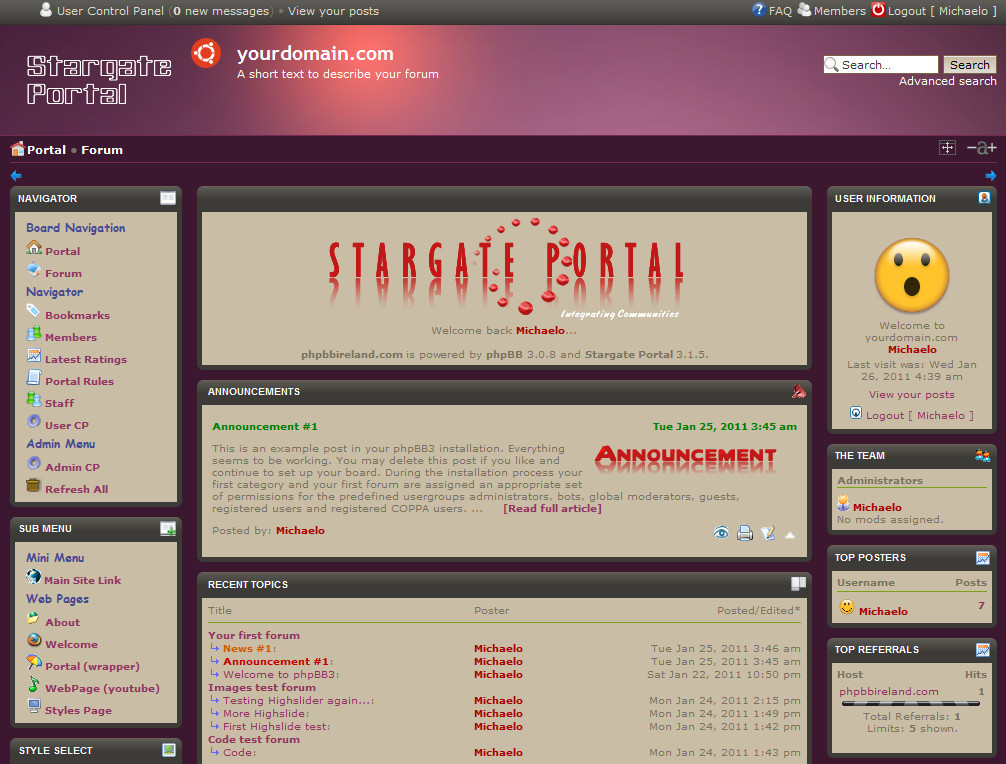 User Control Panel (0 new messages) • View your posts
FAQ Members Logout [ Michaelo ]
Stargate
Portal
yourdomain.com
A short text to describe your forum
Search... Search
Advanced search
Portal • Forum
−a+
NAVIGATOR
Board Navigation
Portal
Forum
Navigator
Bookmarks
Members
Latest Ratings
Portal Rules
Staff
User CP
Admin Menu
Admin CP
Refresh All
SUB MENU
Mini Menu
Main Site Link
Web Pages
About
Welcome
Portal (wrapper)
WebPage (youtube)
Styles Page
STYLE SELECT
STARGATE PORTAL
Integrating Communities
Welcome back Michaelo...
phpbbireland.com is powered by phpBB 3.0.8 and Stargate Portal 3.1.5.
ANNOUNCEMENTS
Announcement #1 Tue Jan 25, 2011 3:45 am
This is an example post in your phpBB3 installation. Everything
seems to be working. You may delete this post if you like and
continue to set up your board. During the installation process your
first category and your first forum are assigned an appropriate set
of permissions for the predefined usergroups administrators, bots, global moderators, guests,
registered users and registered COPPA users. ... [Read full article]
ANNOUNCEMENT
Posted by: Michaelo
RECENT TOPICS
Title Poster Posted/Edited*
Your first forum
News #1: Michaelo Tue Jan 25, 2011 3:46 am
Announcement #1: Michaelo Tue Jan 25, 2011 3:45 am
Welcome to phpBB3: Michaelo Sat Jan 22, 2011 10:50 pm
Images test forum
Testing Highslider again...: Michaelo Mon Jan 24, 2011 2:15 pm
More Highslide: Michaelo Mon Jan 24, 2011 1:49 pm
First Highslide test: Michaelo Mon Jan 24, 2011 1:42 pm
Code test forum
Code: Michaelo Mon Jan 24, 2011 1:43 pm
USER INFORMATION
Welcome to
yourdomain.com
Michaelo
Last visit was: Wed Jan
26, 2011 4:39 am
View your posts
Logout [ Michaelo ]
THE TEAM
Administrators
Michaelo
No mods assigned.
TOP POSTERS
Username Posts
Michaelo 7
TOP REFERRALS
Host Hits
phpbbireland.com 1
Total Referrals: 1
Limits: 5 shown.